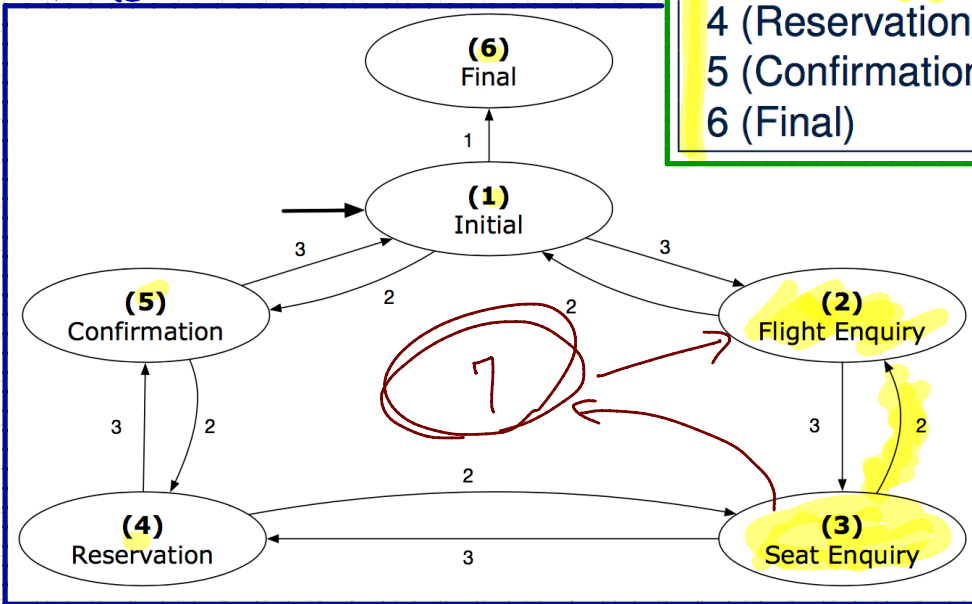 4 (Reservation
5 (Confirmation
6 (Final)
(6)
Final
1
(1)
Initial
3
3
2
2
(5)
Confirmation
(2)
Flight Enquiry
7
3
2
3
2
2
(4)
Reservation
(3)
Seat Enquiry
3